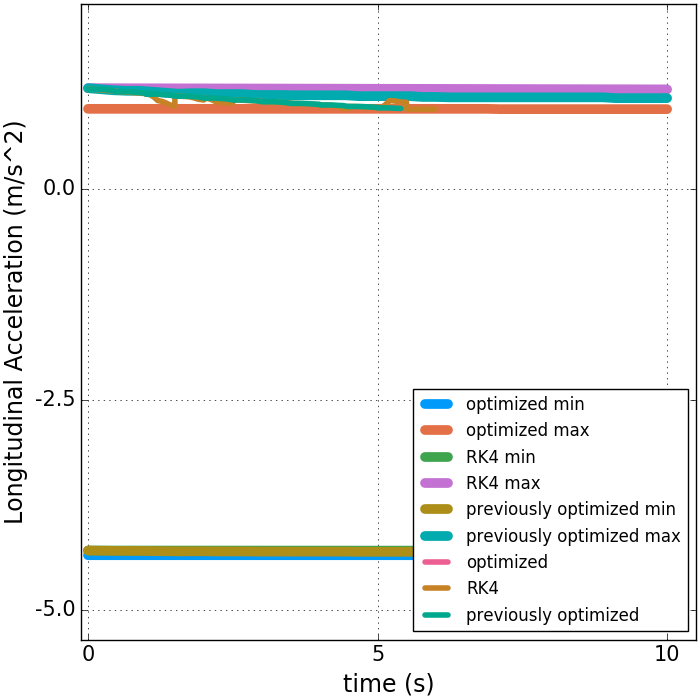 Longitudinal Acceleration (m/s^2)
0.0
-2.5
-5.0
optimized min
optimized max
RK4 min
RK4 max
previously optimized min
previously optimized max
optimized
RK4
previously optimized
0
5
10
time (s)